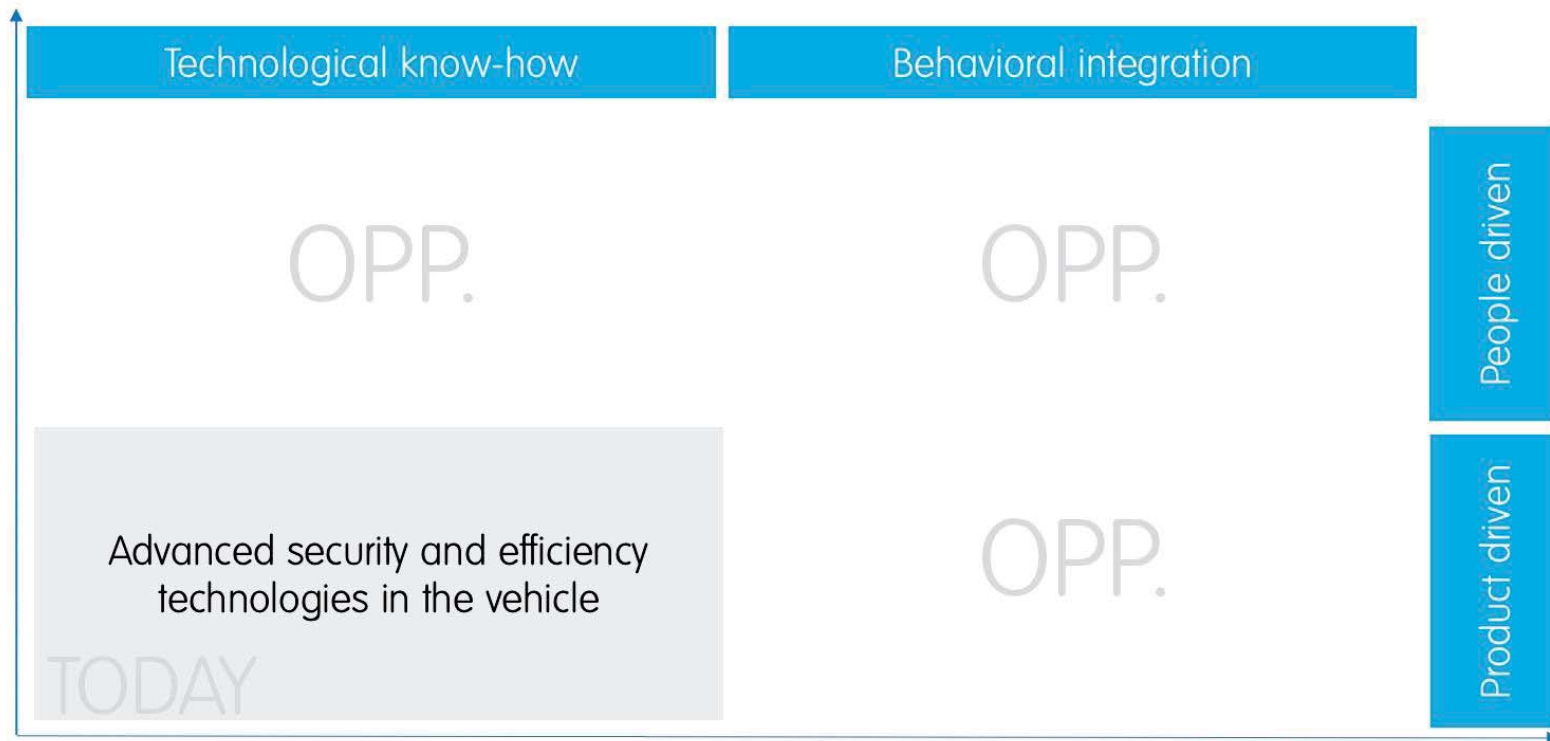 Technological know-how
Behavioral integration
OPP.
OPP.
People driven
Advanced security and efficiency
technologies in the vehicle
TODAY
OPP.
Product driven